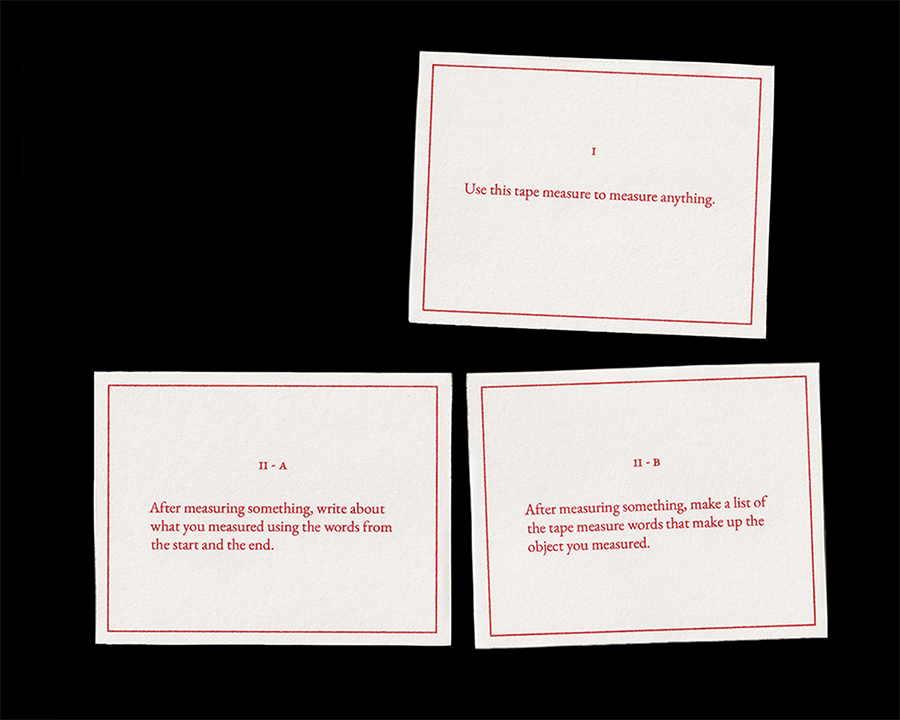 I
Use this tape measure to measure anything.
II - A
After measuring something, write about
what you measured using the words from
the start and the end.
II - B
After measuring something, make a list of
the tape measure words that make up the
object you measured.